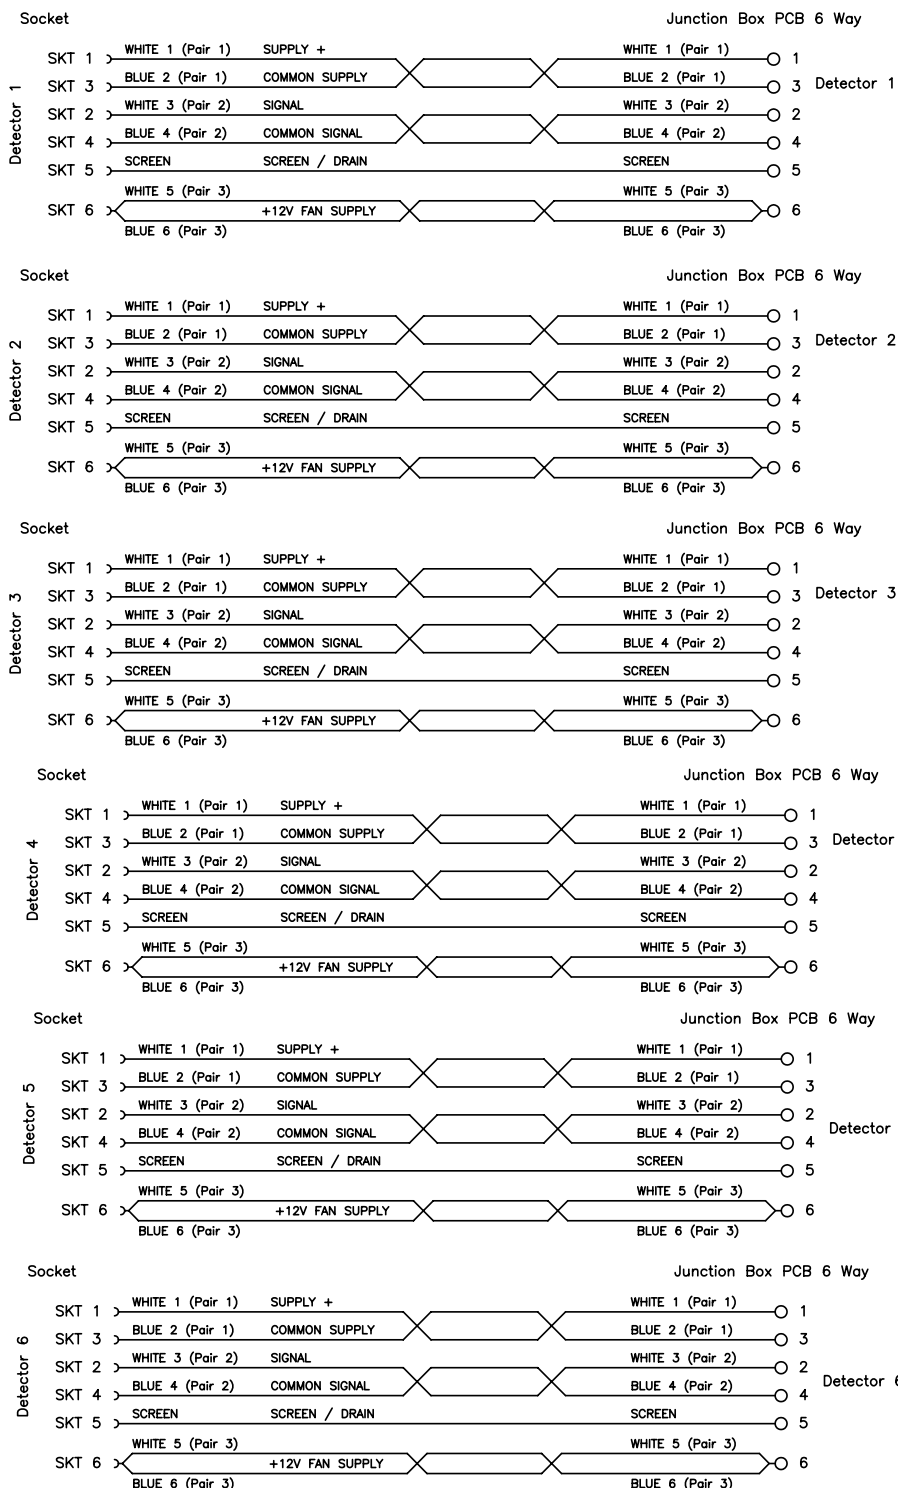 Socket Junction Box PCB 6 Way
WHITE 1 (Pair 1) SUPPLY + WHITE 1 (Pair 1)
SKT 1 1
BLUE 2 (Pair 1) COMMON SUPPLY BLUE 2 (Pair 1)
SKT 3 3 Detector 1
Detector 1
WHITE 3 (Pair 2) SIGNAL WHITE 3 (Pair 2)
SKT 2 2
BLUE 4 (Pair 2) COMMON SIGNAL BLUE 4 (Pair 2)
SKT 4 4
SCREEN SCREEN / DRAIN SCREEN
SKT 5 5
WHITE 5 (Pair 3) WHITE 5 (Pair 3)
SKT 6 +12V FAN SUPPLY 6
BLUE 6 (Pair 3) BLUE 6 (Pair 3)
Socket Junction Box PCB 6 Way
WHITE 1 (Pair 1) SUPPLY + WHITE 1 (Pair 1)
SKT 1 1
BLUE 2 (Pair 1) COMMON SUPPLY BLUE 2 (Pair 1)
SKT 3 3 Detector 2
Detector 2
WHITE 3 (Pair 2) SIGNAL WHITE 3 (Pair 2)
SKT 2 2
BLUE 4 (Pair 2) COMMON SIGNAL BLUE 4 (Pair 2)
SKT 4 4
SCREEN SCREEN / DRAIN SCREEN
SKT 5 5
WHITE 5 (Pair 3) WHITE 5 (Pair 3)
SKT 6 +12V FAN SUPPLY 6
BLUE 6 (Pair 3) BLUE 6 (Pair 3)
Socket Junction Box PCB 6 Way
WHITE 1 (Pair 1) SUPPLY + WHITE 1 (Pair 1)
SKT 1 1
BLUE 2 (Pair 1) COMMON SUPPLY BLUE 2 (Pair 1)
SKT 3 3 Detector 3
Detector 3
WHITE 3 (Pair 2) SIGNAL WHITE 3 (Pair 2)
SKT 2 2
BLUE 4 (Pair 2) COMMON SIGNAL BLUE 4 (Pair 2)
SKT 4 4
SCREEN SCREEN / DRAIN SCREEN
SKT 5 5
WHITE 5 (Pair 3) WHITE 5 (Pair 3)
SKT 6 +12V FAN SUPPLY 6
BLUE 6 (Pair 3) BLUE 6 (Pair 3)
Socket Junction Box PCB 6 Way
WHITE 1 (Pair 1) SUPPLY + WHITE 1 (Pair 1)
SKT 1 1
BLUE 2 (Pair 1) COMMON SUPPLY BLUE 2 (Pair 1)
SKT 3 3 Detector
Detector 4
WHITE 3 (Pair 2) SIGNAL WHITE 3 (Pair 2)
SKT 2 2
BLUE 4 (Pair 2) COMMON SIGNAL BLUE 4 (Pair 2)
SKT 4 4
SCREEN SCREEN / DRAIN SCREEN
SKT 5 5
WHITE 5 (Pair 3) WHITE 5 (Pair 3)
SKT 6 +12V FAN SUPPLY 6
BLUE 6 (Pair 3) BLUE 6 (Pair 3)
Socket Junction Box PCB 6 Way
WHITE 1 (Pair 1) SUPPLY + WHITE 1 (Pair 1)
SKT 1 1
BLUE 2 (Pair 1) COMMON SUPPLY BLUE 2 (Pair 1)
SKT 3 3
Detector 5
WHITE 3 (Pair 2) SIGNAL WHITE 3 (Pair 2)
SKT 2 2
BLUE 4 (Pair 2) COMMON SIGNAL BLUE 4 (Pair 2) Detector
SKT 4 4
SCREEN SCREEN / DRAIN SCREEN
SKT 5 5
WHITE 5 (Pair 3) WHITE 5 (Pair 3)
SKT 6 +12V FAN SUPPLY 6
BLUE 6 (Pair 3) BLUE 6 (Pair 3)
Socket Junction Box PCB 6 Way
WHITE 1 (Pair 1) SUPPLY + WHITE 1 (Pair 1)
SKT 1 1
BLUE 2 (Pair 1) COMMON SUPPLY BLUE 2 (Pair 1)
SKT 3 3
Detector 6
WHITE 3 (Pair 2) SIGNAL WHITE 3 (Pair 2)
SKT 2 2
BLUE 4 (Pair 2) COMMON SIGNAL BLUE 4 (Pair 2) Detector 6
SKT 4 4
SCREEN SCREEN / DRAIN SCREEN
SKT 5 5
WHITE 5 (Pair 3) WHITE 5 (Pair 3)
SKT 6 +12V FAN SUPPLY 6
BLUE 6 (Pair 3) BLUE 6 (Pair 3)